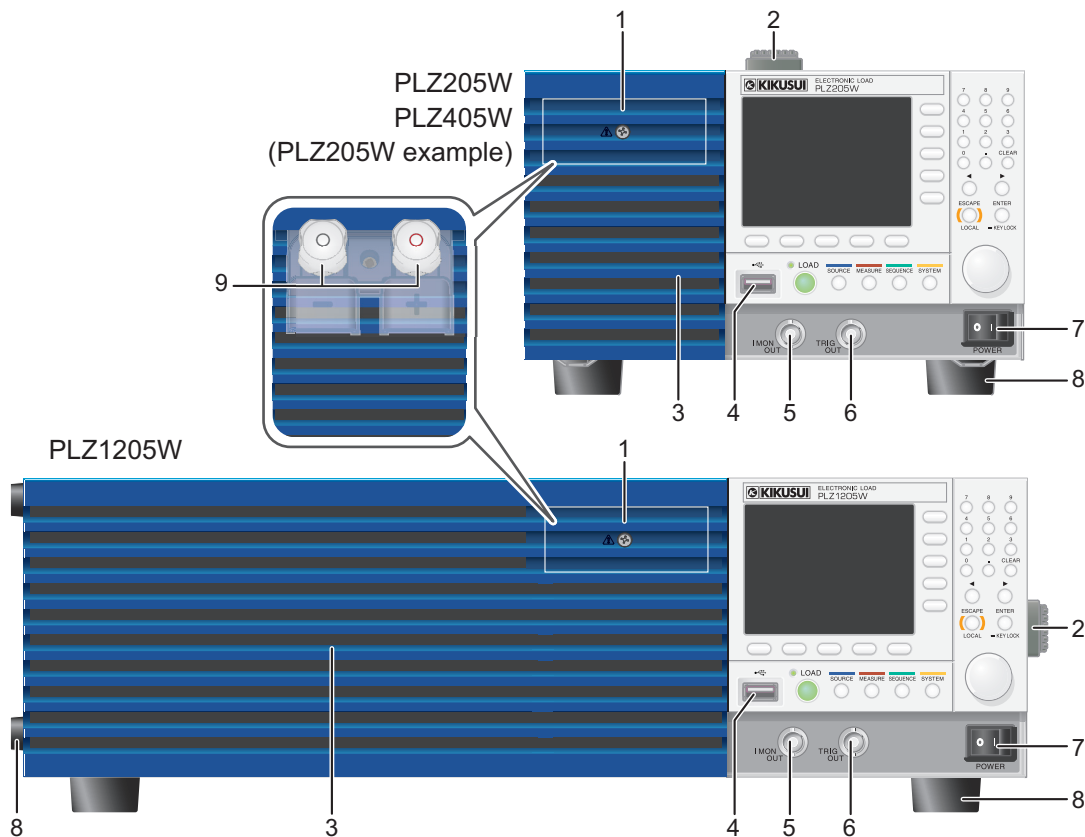 1
2
PLZ205W
PLZ405W
(PLZ205W example)
KIKUSUI
ELECTRONIC LOAD
PLZ205W
7 8 9
4 5 6
1 2 3
0 . CLEAR
ESCAPE ENTER
LOCAL KEY LOCK
LOAD SOURCE MEASURE SEQUENCE SYSTEM
I MON OUT
TRIG OUT
O I
POWER
9
- +
3
4
5
6
7
8
PLZ1205W
1
KIKUSUI
ELECTRONIC LOAD
PLZ1205W
7 8 9
4 5 6
1 2 3
0 . CLEAR
ESCAPE ENTER
LOCAL KEY LOCK
2
LOAD SOURCE MEASURE SEQUENCE SYSTEM
I MON OUT
TRIG OUT
O I
POWER
7
8
8
3
4
5
6